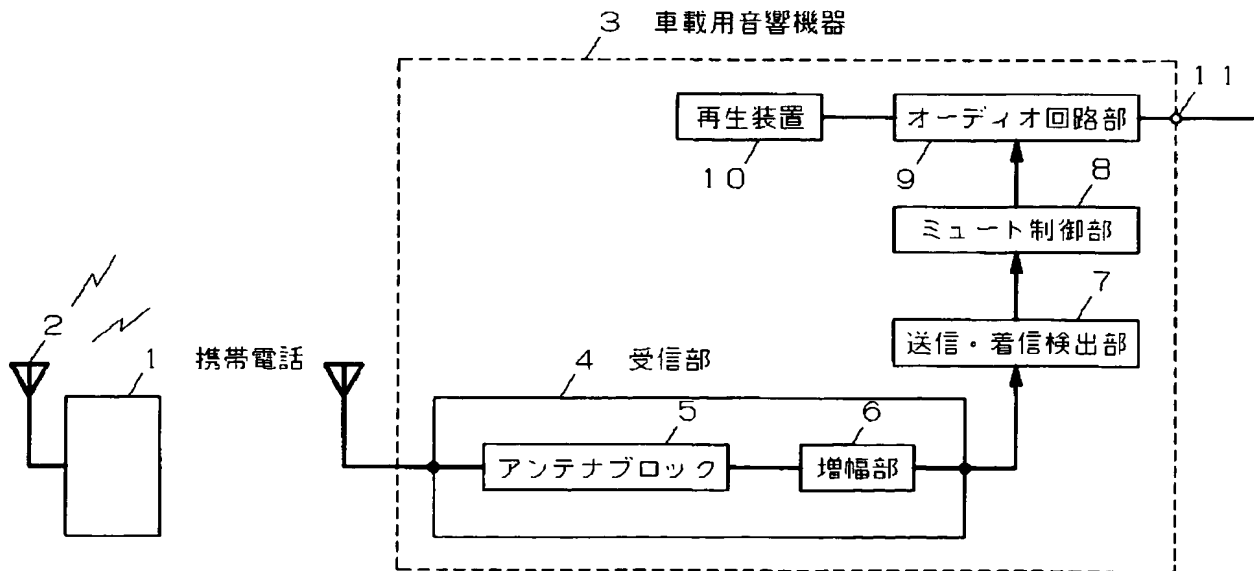 3 車載用音響機器
11
再生装置
オーディオ回路部
10
9
8
ミュート制御部
7
送信・着信検出部
2
1 携帯電話
4 受信部
5
6
アンテナブロック
増幅部